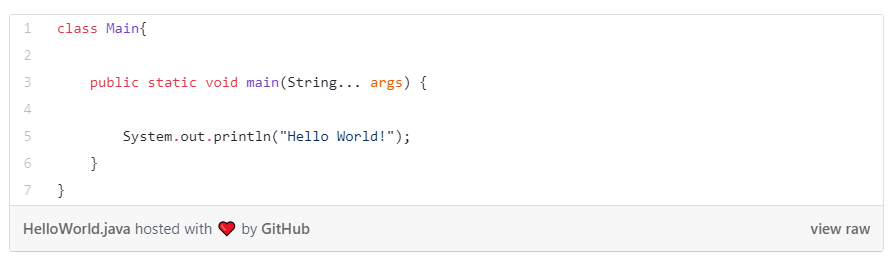 1 class Main{
2
3     public static void main(String... args) {
4
5         System.out.println("Hello World!");
6     }
7 }
HelloWorld.java hosted with ❤ by GitHub view raw